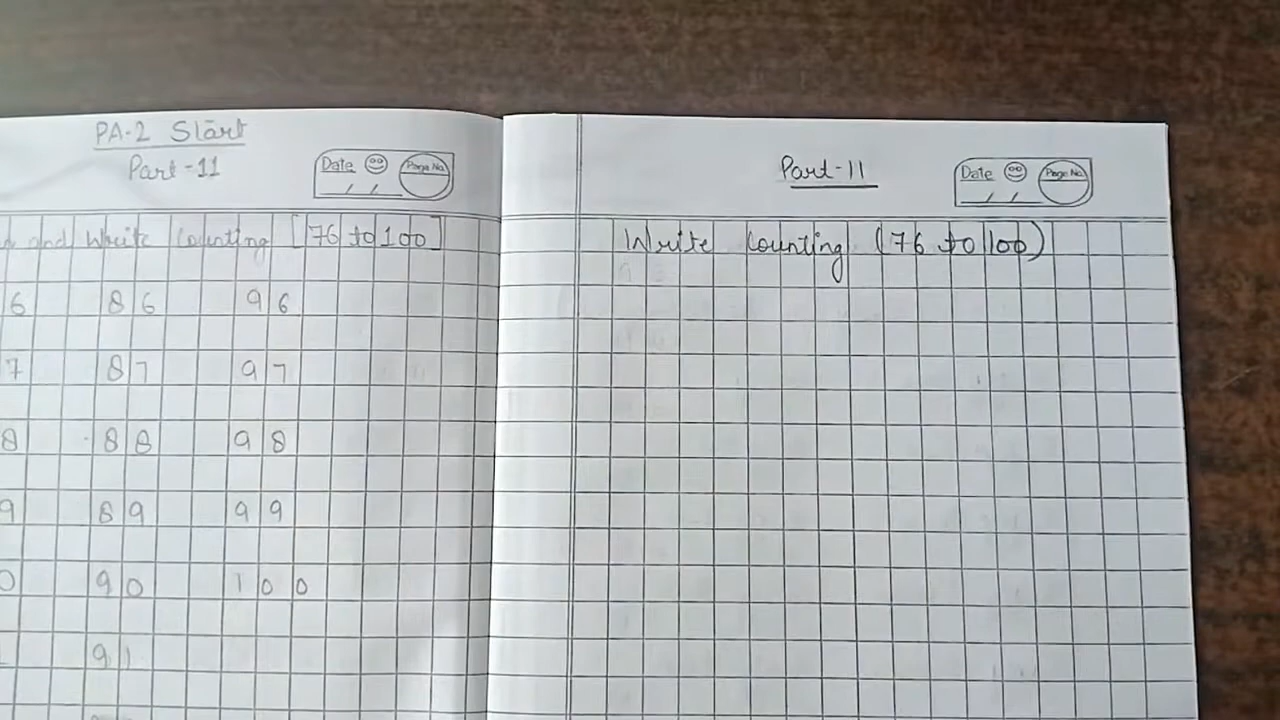 PA-2 Start
Part-11
Date
Page No.
and Write Counting [76 to 100]
6 86 96
7 87 97
8 88 98
9 89 99
0 90 100
91
Part-11
Date
Page No.
Write Counting (76 to 100)